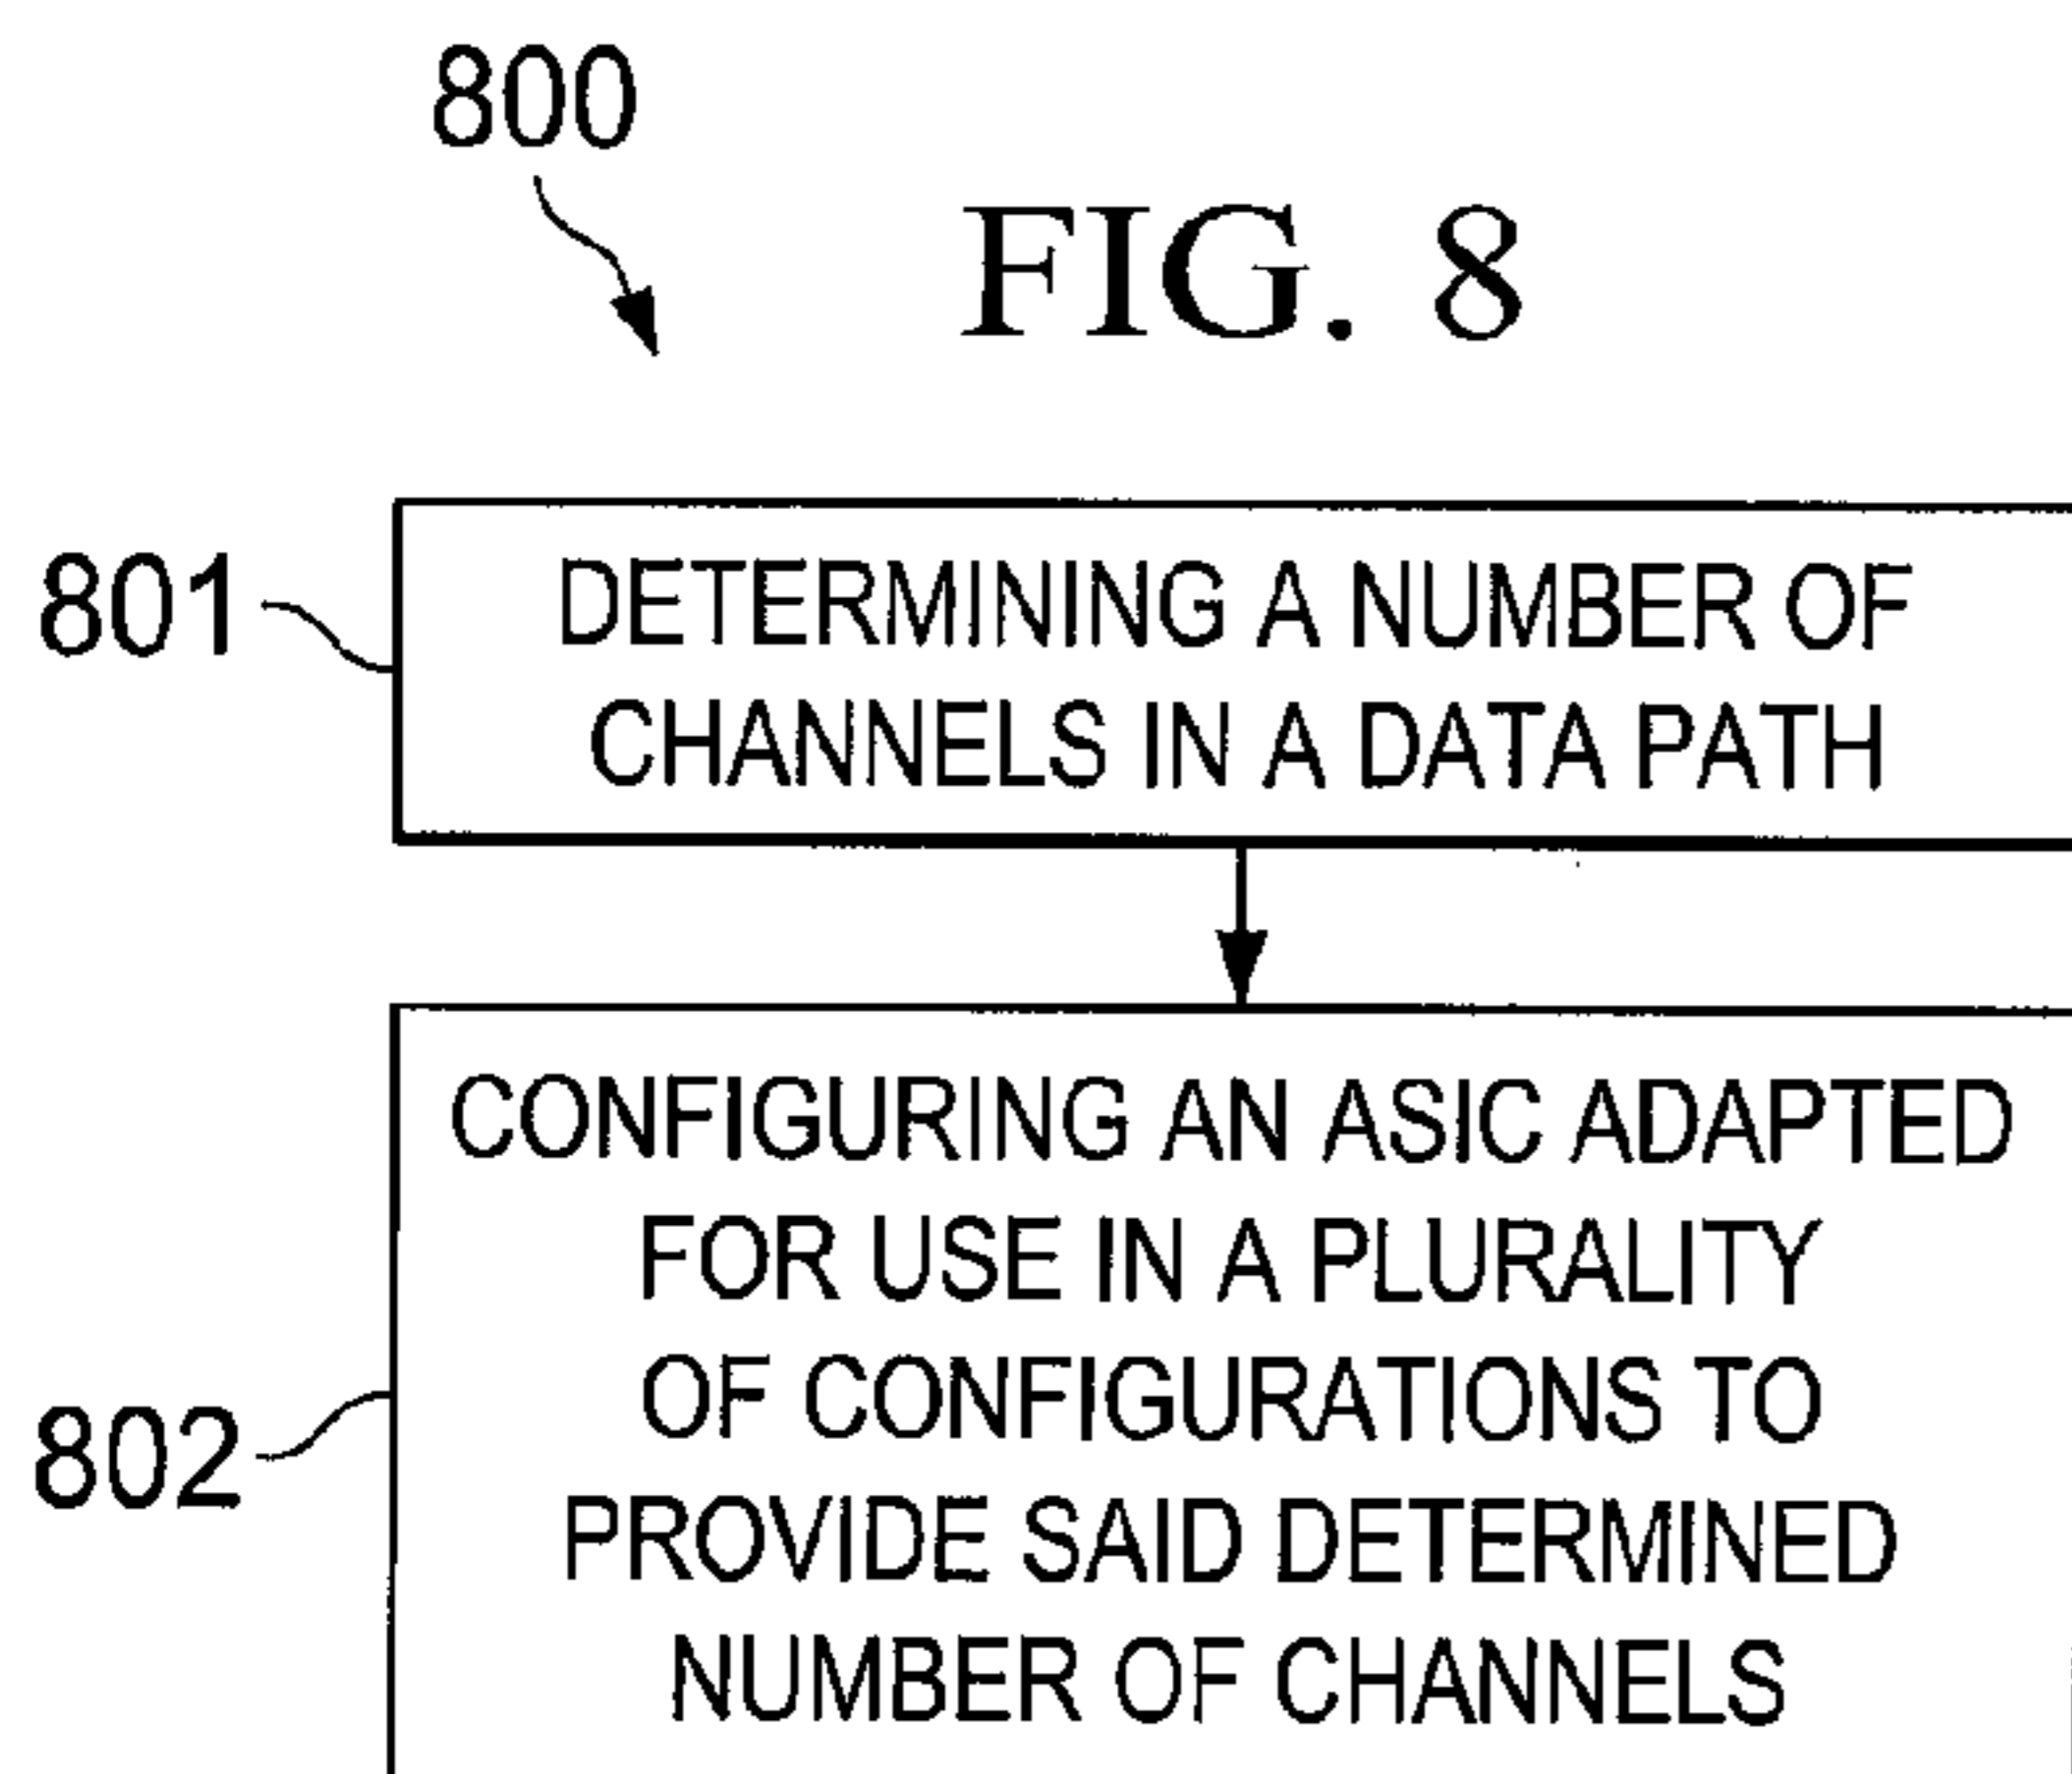 800
FIG. 8
801
DETERMINING A NUMBER OF
CHANNELS IN A DATA PATH
802
CONFIGURING AN ASIC ADAPTED
FOR USE IN A PLURALITY
OF CONFIGURATIONS TO
PROVIDE SAID DETERMINED
NUMBER OF CHANNELS